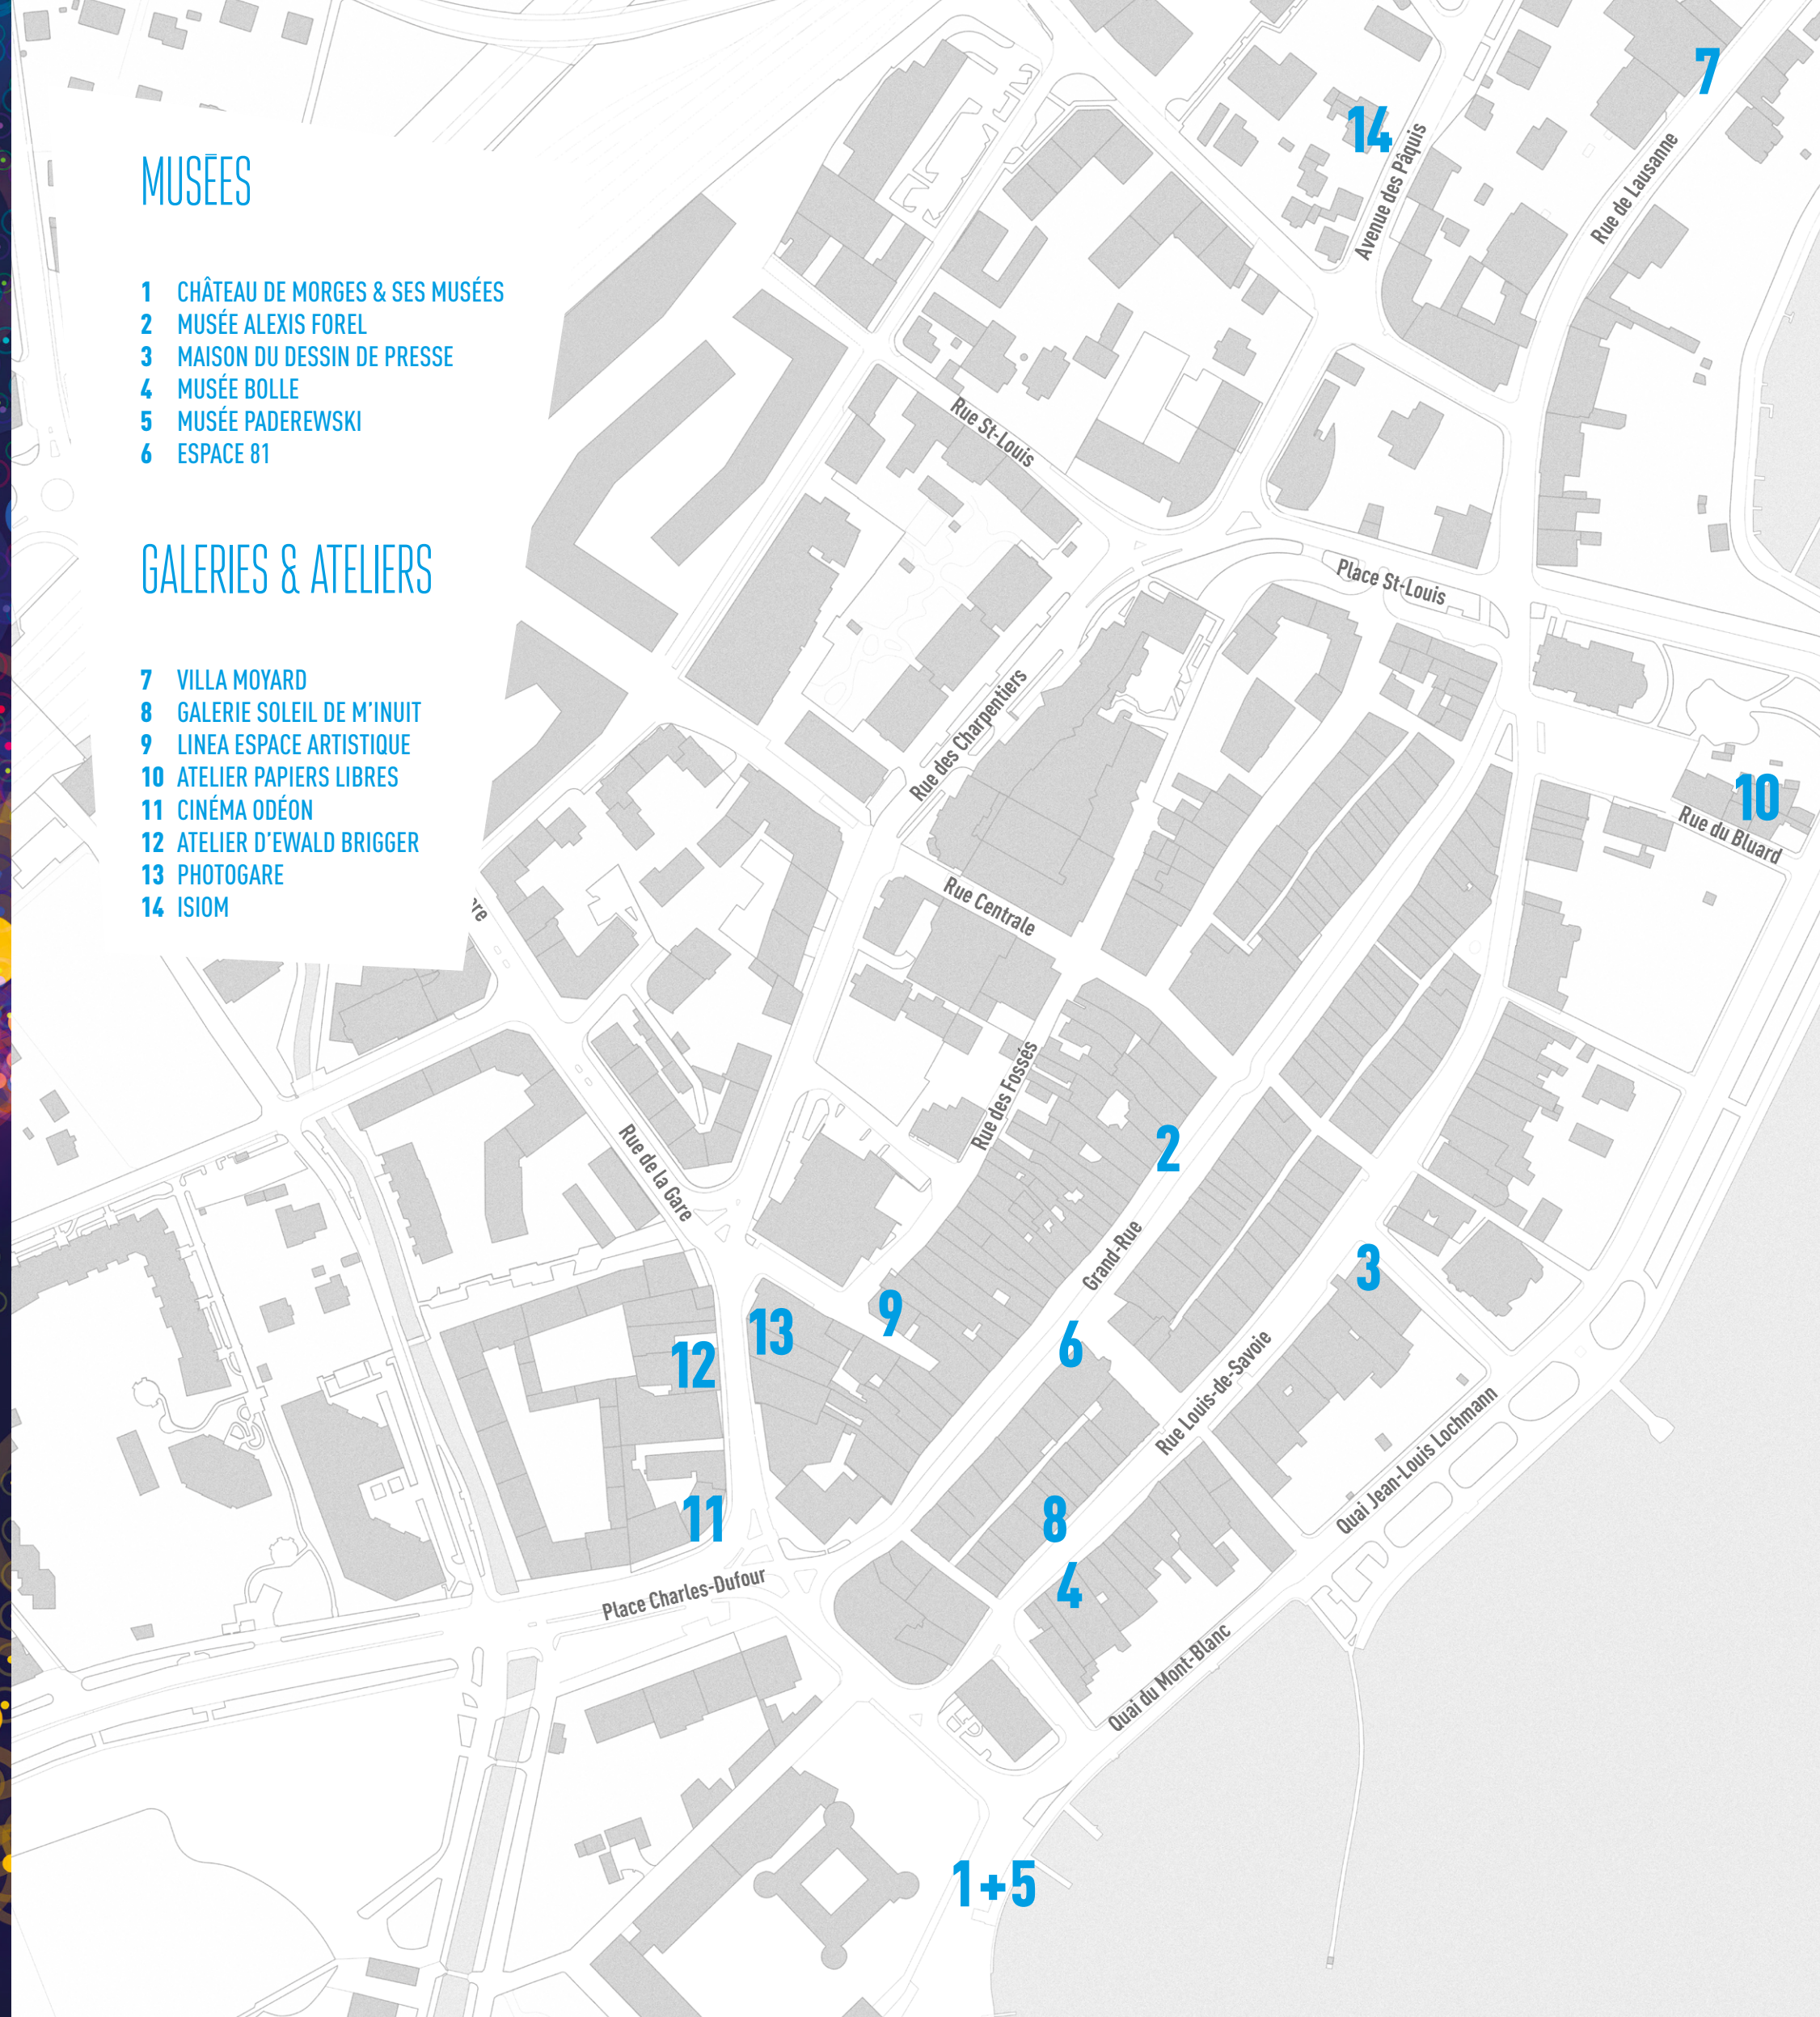 MUSÉES
1 CHÂTEAU DE MORGES & SES MUSÉES
2 MUSÉE ALEXIS FOREL
3 MAISON DU DESSIN DE PRESSE
4 MUSÉE BOLLE
5 MUSÉE PADEREWSKI
6 ESPACE 81
GALERIES & ATELIERS
7 VILLA MOYARD
8 GALERIE SOLEIL DE M’INUIT
9 LINEA ESPACE ARTISTIQUE
10 ATELIER PAPIERS LIBRES
11 CINÉMA ODÉON
12 ATELIER D’EWALD BRIGGER
13 PHOTOGARE
14 ISIOM
7
14
Avenue des Pâquis
Rue de Lausanne
Rue St-Louis
Place St-Louis
Rue des Charpentiers
10
Rue du Bluard
Rue Centrale
Rue des Fossés
2
Rue de la Gare
Grand-Rue
3
9
13
6
12
Rue Louis-de-Savoie
Quai Jean-Louis Lochmann
11
8
4
Place Charles-Dufour
Quai du Mont-Blanc
1+5